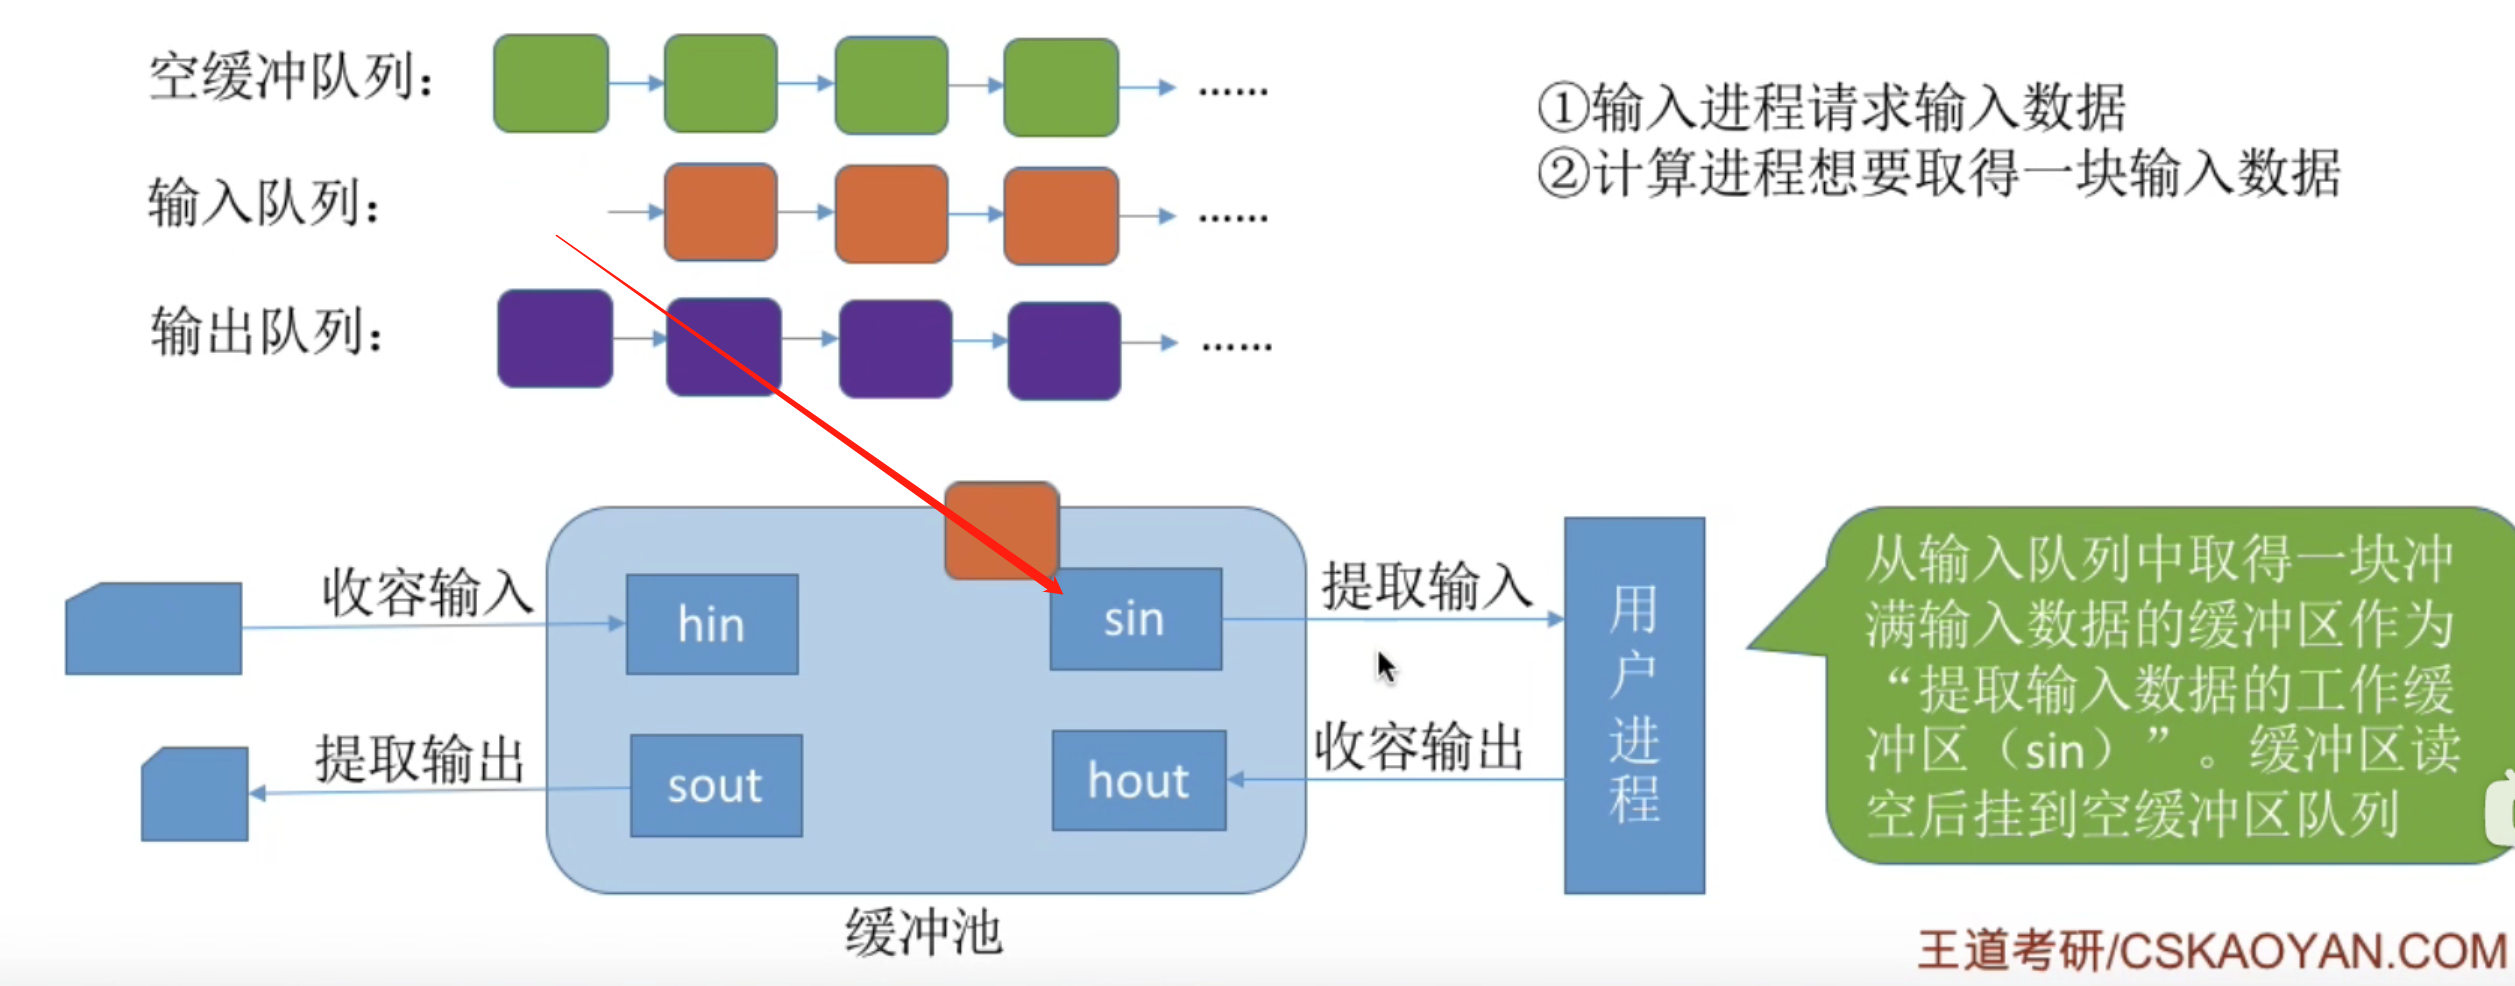 空缓冲队列：
……
①输入进程请求输入数据
②计算进程想要取得一块输入数据
输入队列：
……
输出队列：
……
收容输入
hin
sin
提取输入
提取输出
sout
hout
收容输出
用
户
进
程
缓冲池
从输入队列中取得一块冲
满输入数据的缓冲区作为
“提取输入数据的工作缓
冲区（sin）”。缓冲区读
空后挂到空缓冲区队列
王道考研/CSKAOYAN.COM